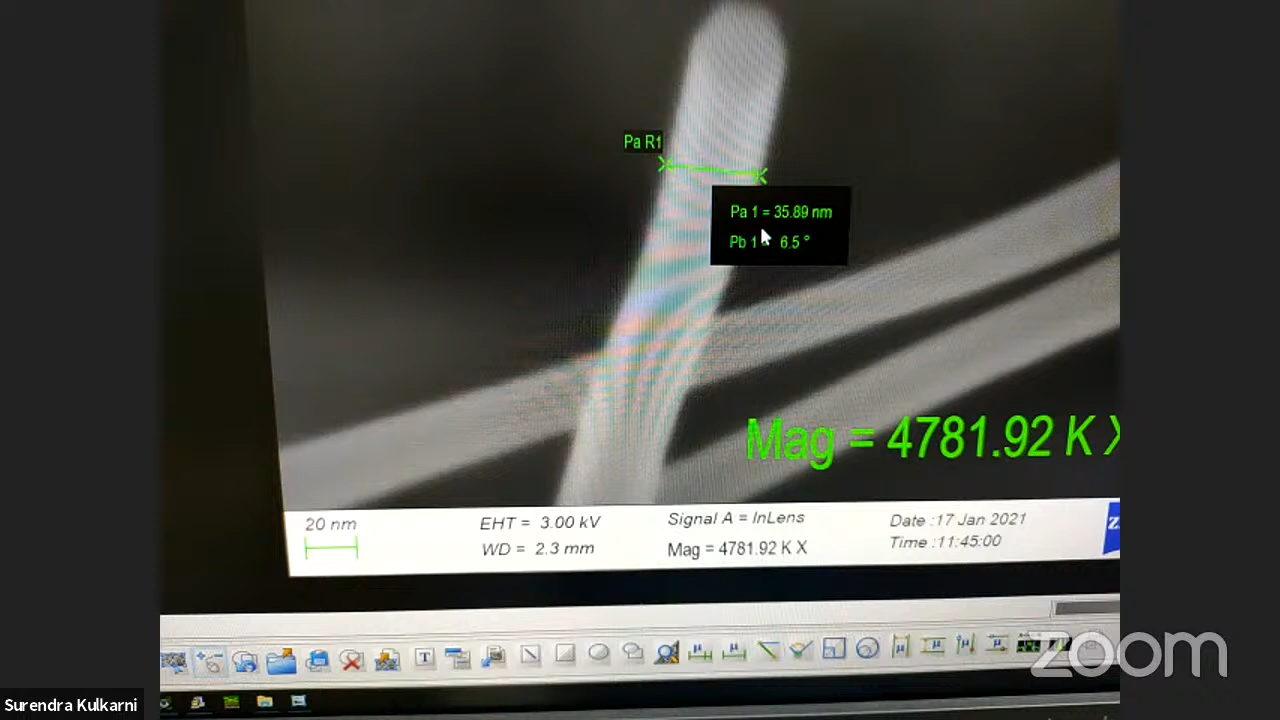 Pa R1
Pa 1 = 35.89 nm
Pb 1 = 6.5 °
Mag = 4781.92 K X
20 nm
EHT = 3.00 kV
WD = 2.3 mm
Signal A = InLens
Mag = 4781.92 K X
Date :17 Jan 2021
Time :11:45:00
T
zoom
Surendra Kulkarni